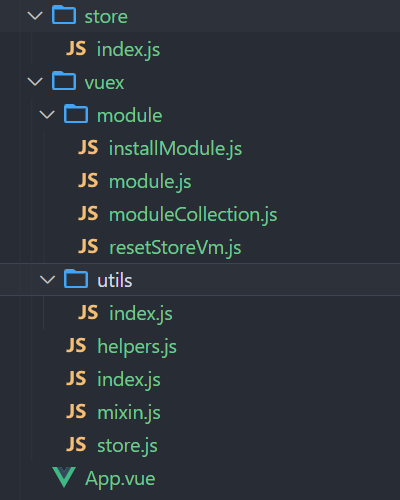 store
JS index.js
vuex
module
JS installModule.js
JS module.js
JS moduleCollection.js
JS resetStoreVm.js
utils
JS index.js
JS helpers.js
JS index.js
JS mixin.js
JS store.js
App.vue